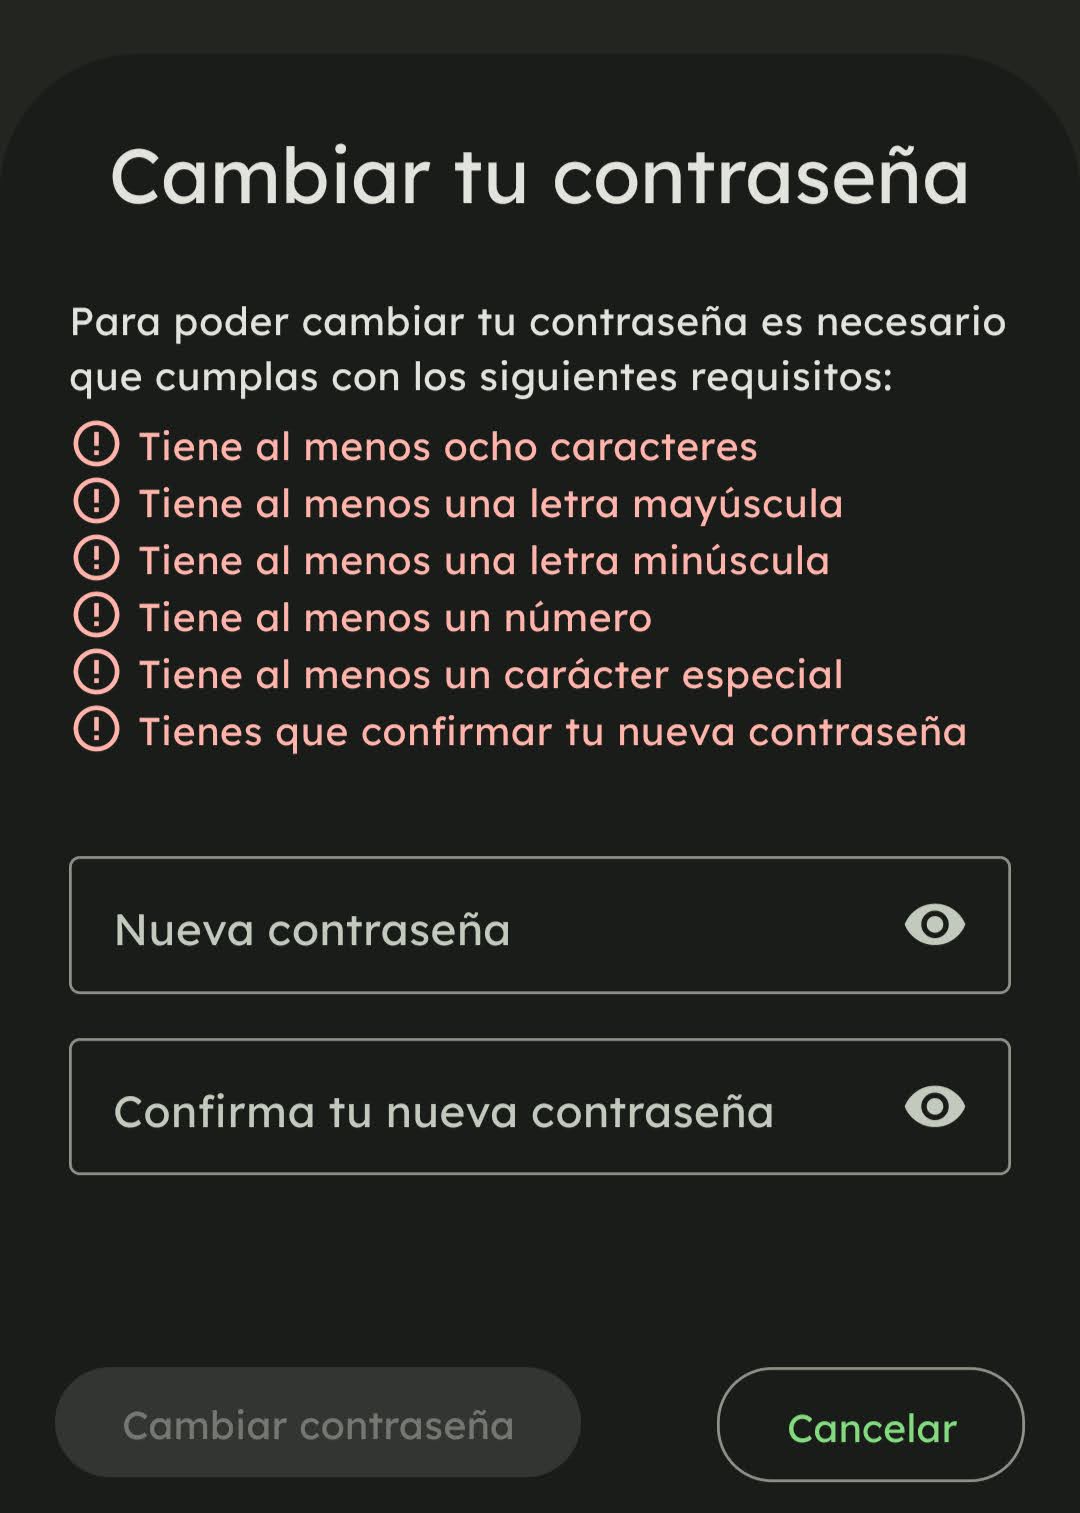 Cambiar tu contraseña
Para poder cambiar tu contraseña es necesario
que cumplas con los siguientes requisitos:
Tiene al menos ocho caracteres
Tiene al menos una letra mayúscula
Tiene al menos una letra minúscula
Tiene al menos un número
Tiene al menos un carácter especial
Tienes que confirmar tu nueva contraseña
Nueva contraseña
Confirma tu nueva contraseña
Cambiar contraseña
Cancelar